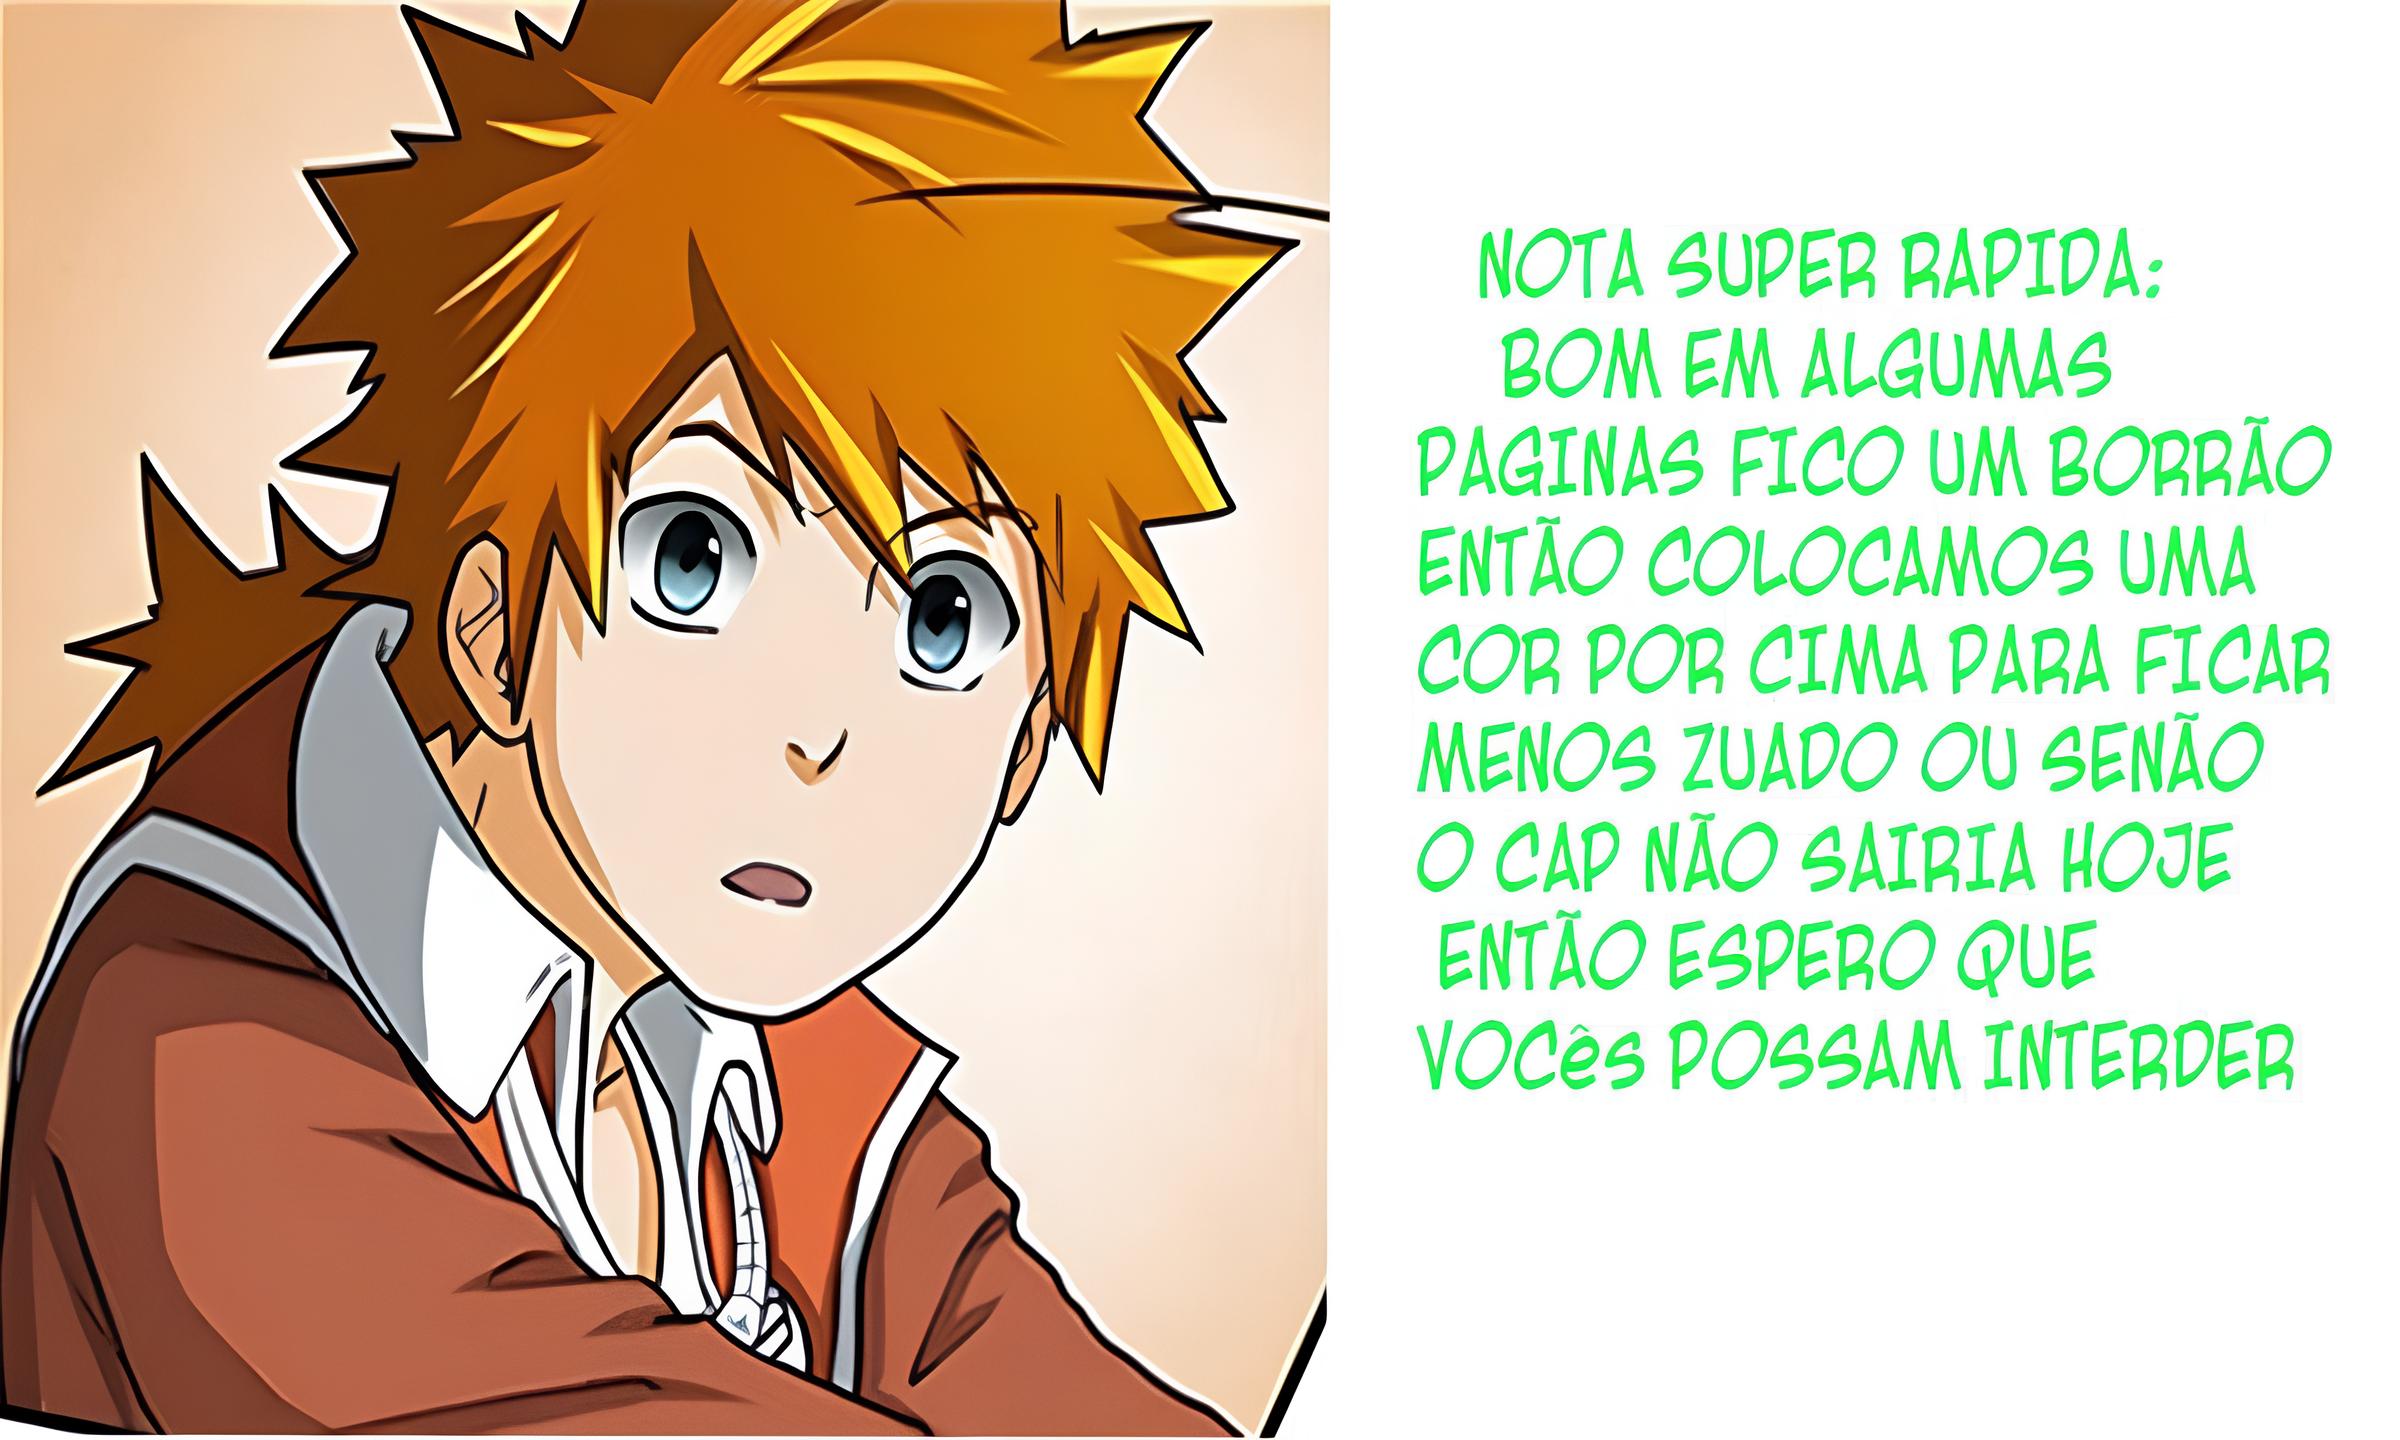 NOTA SUPER RAPIDA:
BOM EM ALGUMAS
PAGINAS FICO UM BORRÃO
ENTÃO COLOCAMOS UMA
COR POR CIMA PARA FICAR
MENOS ZUADO OU SENÃO
O CAP NÃO SAIRIA HOJE
ENTÃO ESPERO QUE
VOCês POSSAM INTERDER